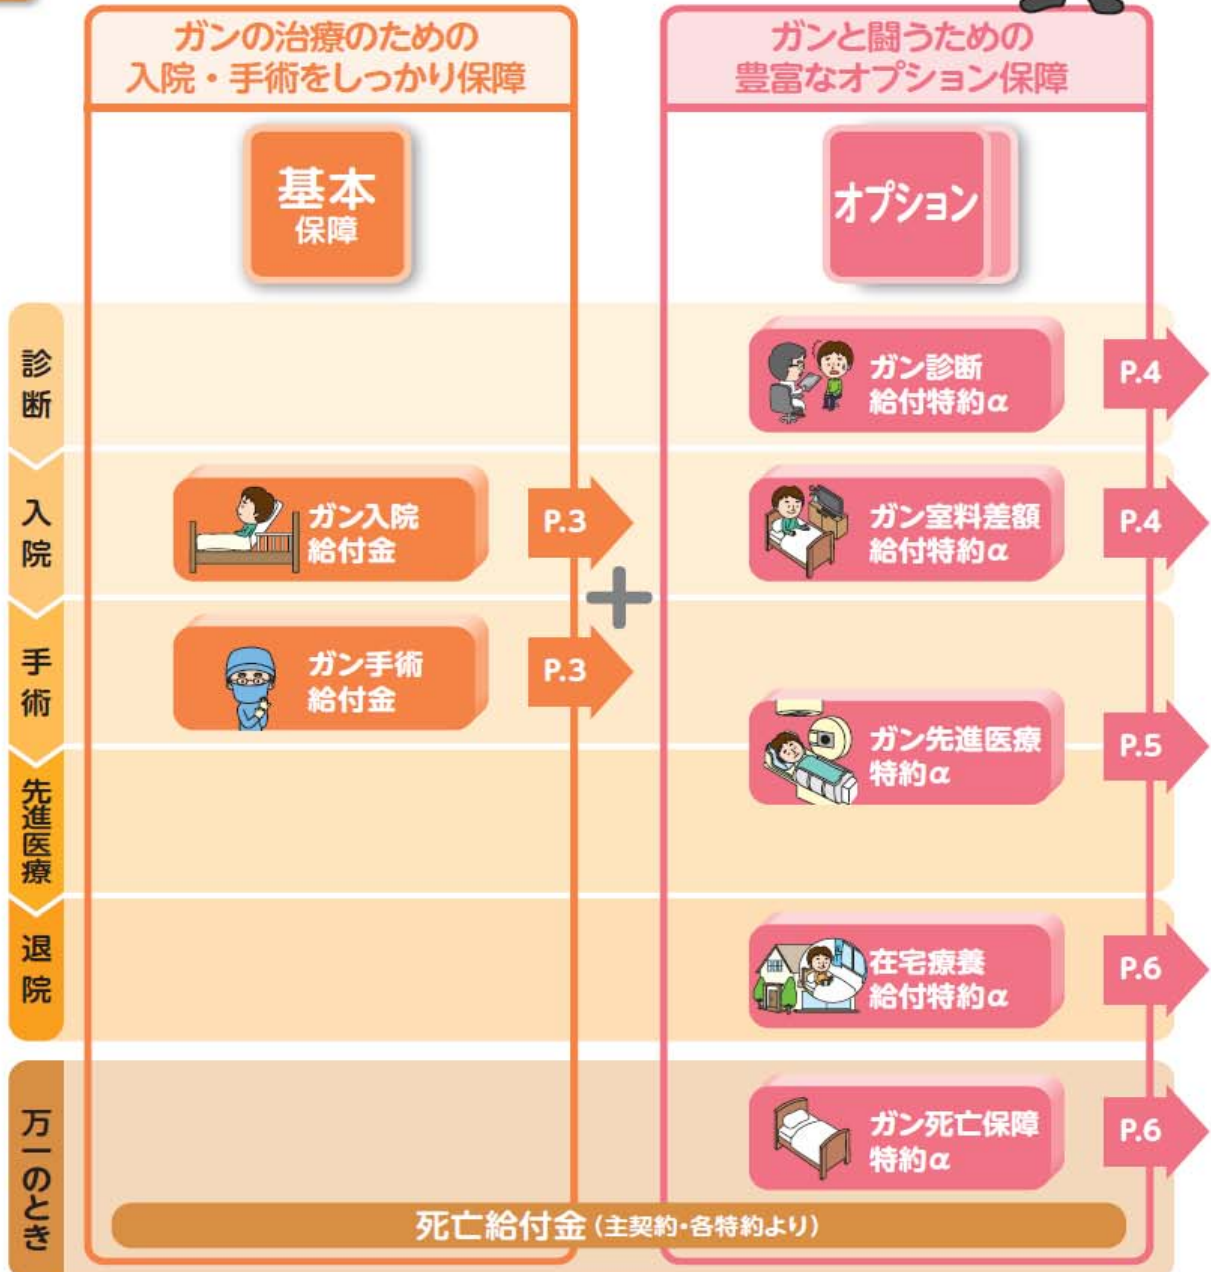 ガンの治療のための
入院・手術をしっかり保障
ガンと闘うための
豊富なオプション保障
基本
保障
オプション
診断
ガン診断
給付特約α
P.4
入院
ガン入院
給付金
P.3
ガン室料差額
給付特約α
P.4
+
手術
ガン手術
給付金
P.3
ガン先進医療
特約α
P.5
先進医療
退院
在宅療養
給付特約α
P.6
万一のとき
ガン死亡保障
特約α
P.6
死亡給付金(主契約・各特約より)